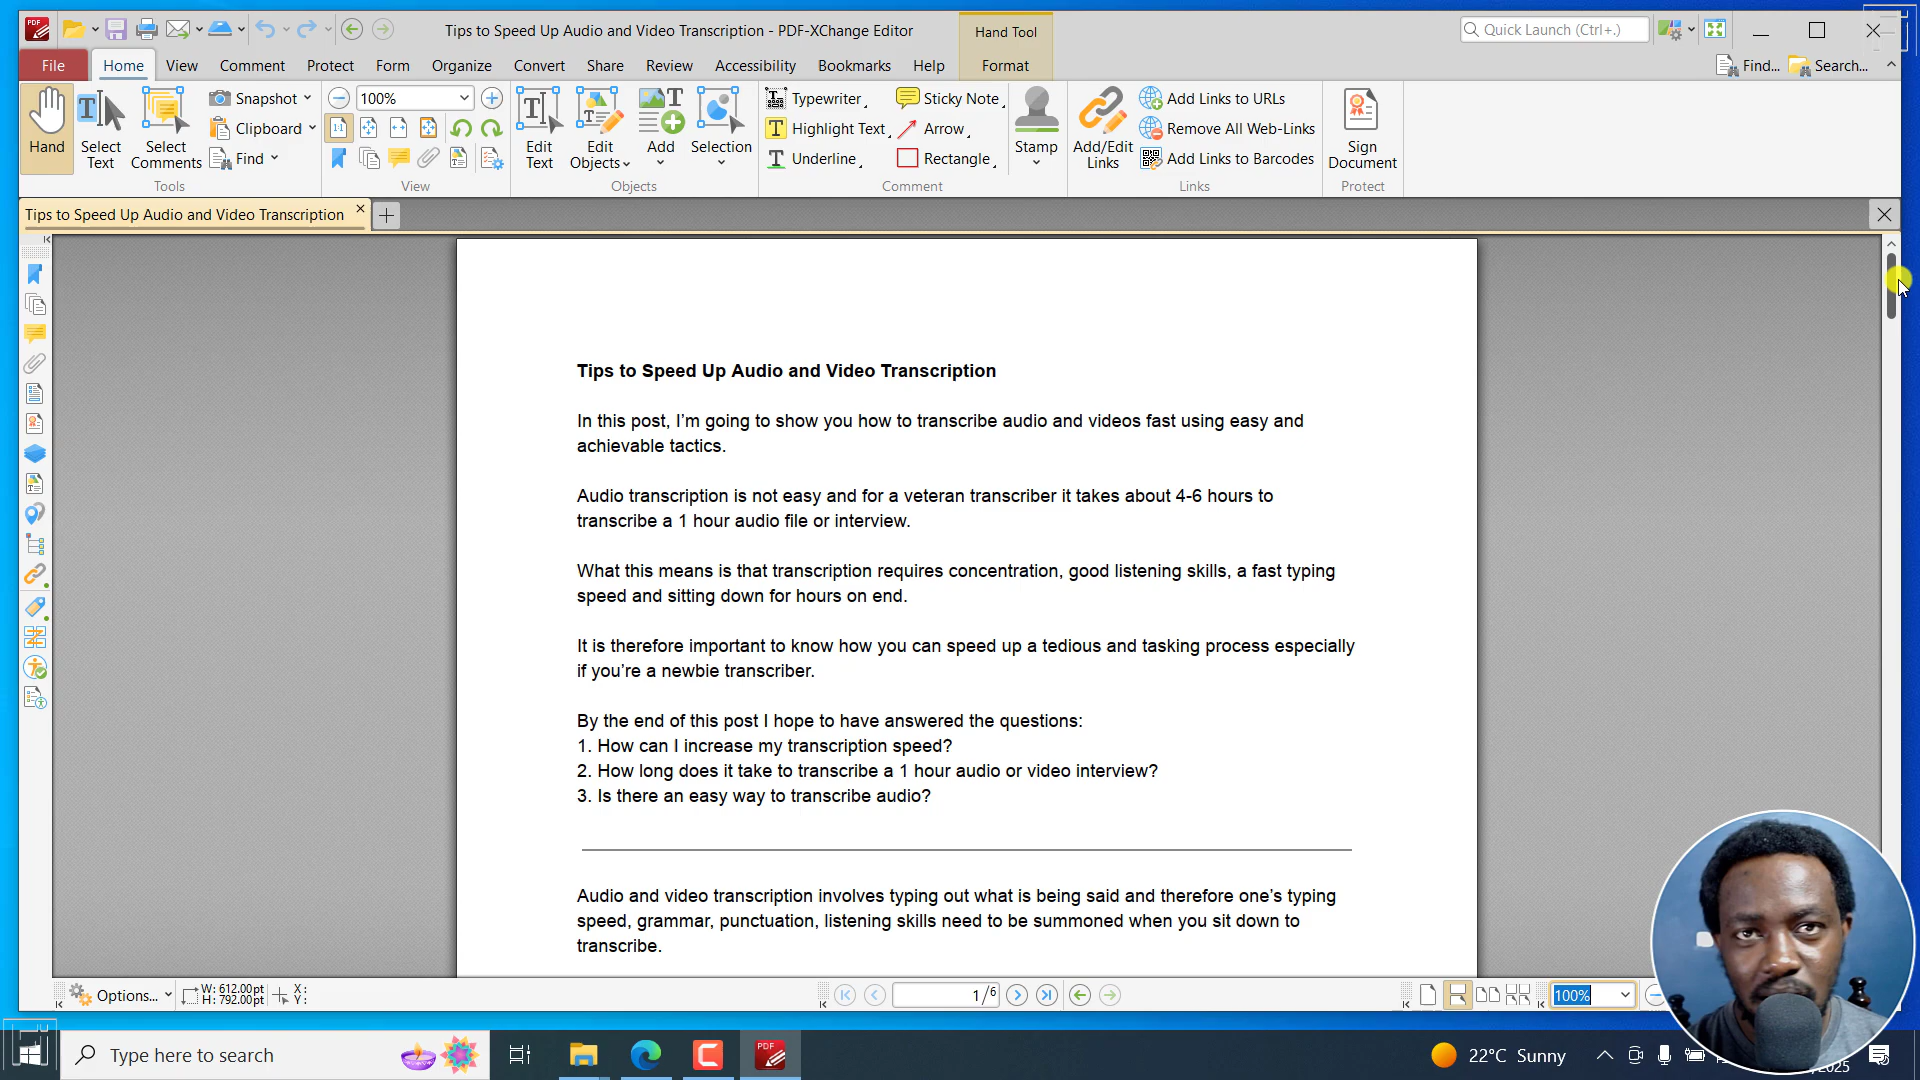 Tips to Speed Up Audio and Video Transcription - PDF-XChange Editor
Hand Tool
Quick Launch (Ctrl+.)
File Home View Comment Protect Form Organize Convert Share Review Accessibility Bookmarks Help Format
Find... Search...
Hand
Select Text
Select Comments
Snapshot
Clipboard
Find
Tools
100%
View
Edit Text
Edit Objects
Add
Selection
Objects
Typewriter
Highlight Text
Underline
Sticky Note
Arrow
Rectangle
Stamp
Comment
Add/Edit Links
Add Links to URLs
Remove All Web-Links
Add Links to Barcodes
Links
Sign Document
Protect
Tips to Speed Up Audio and Video Transcription
Tips to Speed Up Audio and Video Transcription
In this post, I'm going to show you how to transcribe audio and videos fast using easy and
achievable tactics.
Audio transcription is not easy and for a veteran transcriber it takes about 4-6 hours to
transcribe a 1 hour audio file or interview.
What this means is that transcription requires concentration, good listening skills, a fast typing
speed and sitting down for hours on end.
It is therefore important to know how you can speed up a tedious and tasking process especially
if you're a newbie transcriber.
By the end of this post I hope to have answered the questions:
1. How can I increase my transcription speed?
2. How long does it take to transcribe a 1 hour audio or video interview?
3. Is there an easy way to transcribe audio?
Audio and video transcription involves typing out what is being said and therefore one's typing
speed, grammar, punctuation, listening skills need to be summoned when you sit down to
transcribe.
Options...
W: 612.00pt
H: 792.00pt
X:
Y:
1/6
100%
Type here to search
22°C Sunny
2025